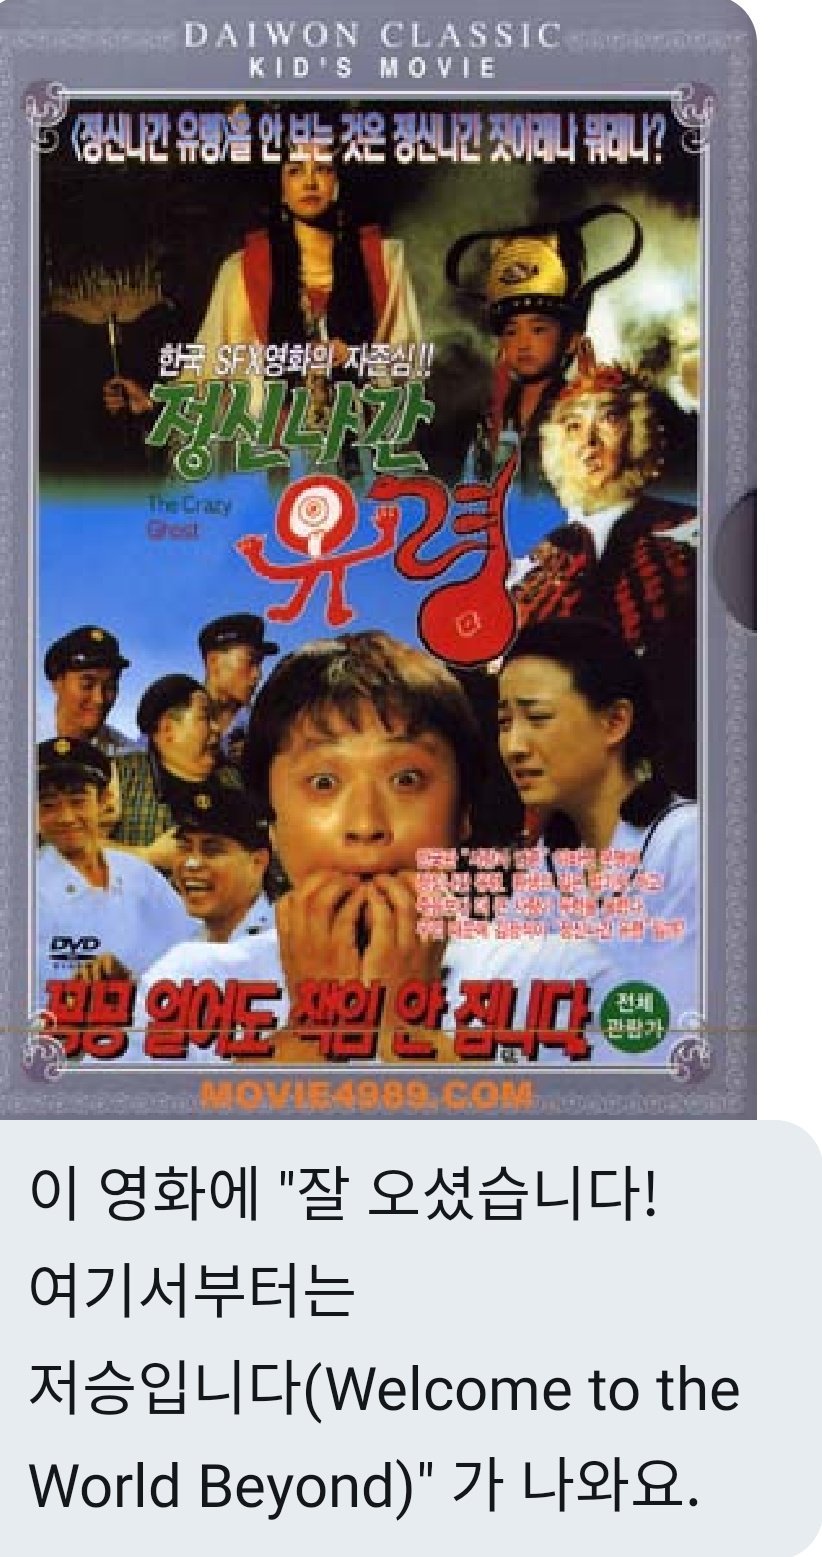 DAIWON CLASSIC
KID'S MOVIE
<정신나간 유령>을 안 보는 것은 정신나간 짓이래나 뭐래나?
한국 SFX영화의 자존심!!
정신나간
The Crazy
Ghost
유령
DVD
VIDEO
꽁꽁 얼어도 책임 안 집니다
전체
관람가
MOVIE4989.COM
이 영화에 "잘 오셨습니다!
여기서부터는
저승입니다(Welcome to the
World Beyond)" 가 나와요.